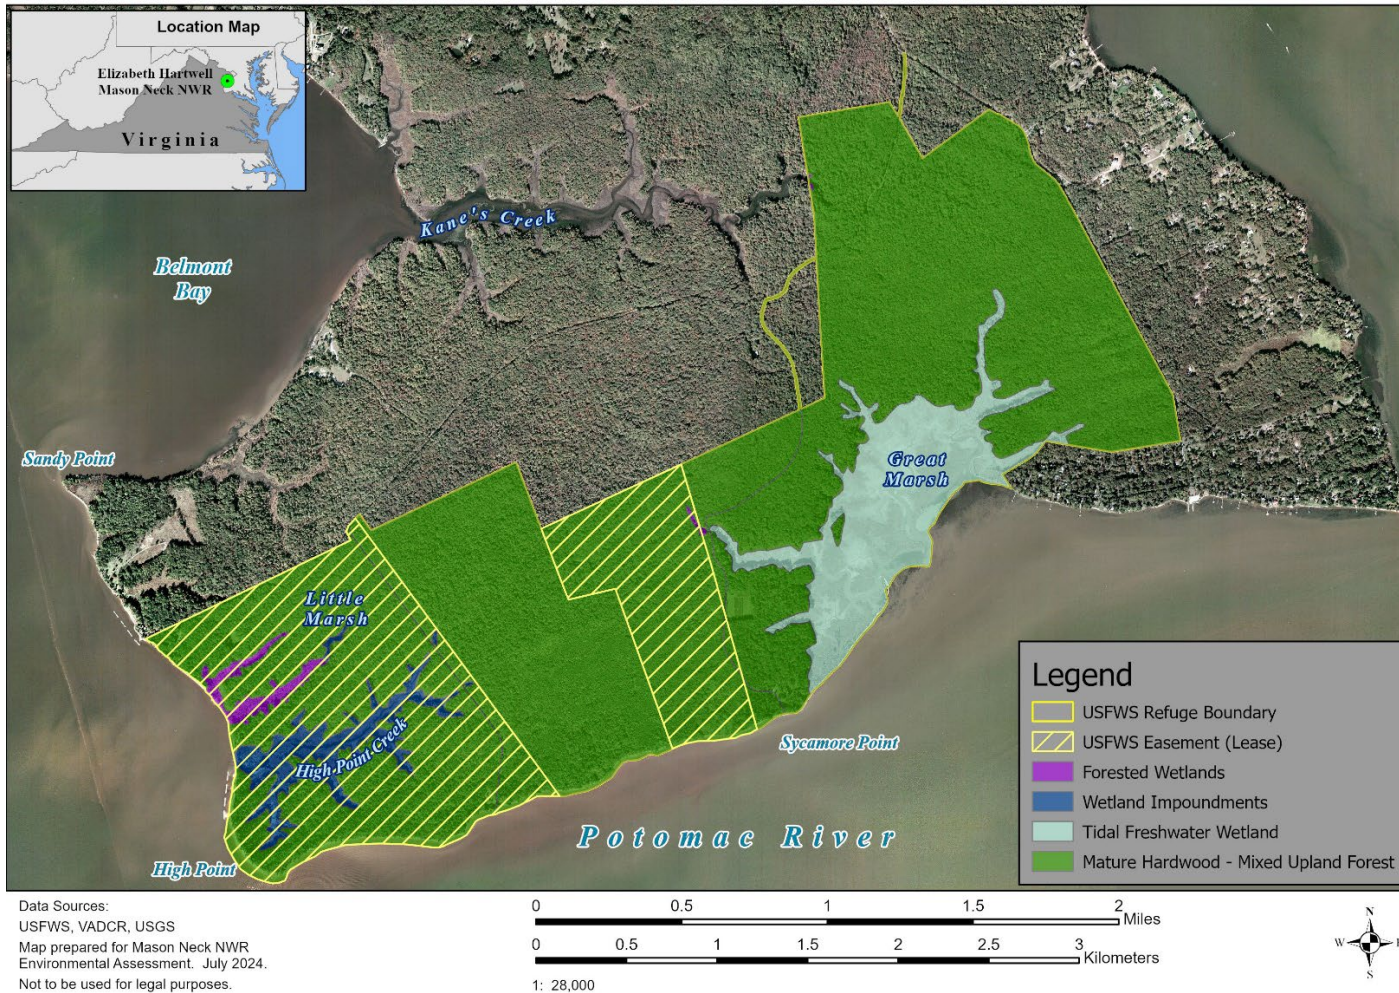 Location Map
Elizabeth Hartwell
Mason Neck NWR
Virginia
Kane's Creek
Belmont
Bay
Sandy Point
Great
Marsh
Little
Marsh
High Point Creek
Sycamore Point
High Point
Potomac River
Legend
USFWS Refuge Boundary
USFWS Easement (Lease)
Forested Wetlands
Wetland Impoundments
Tidal Freshwater Wetland
Mature Hardwood - Mixed Upland Forest
Data Sources:
USFWS, VADCR, USGS
Map prepared for Mason Neck NWR
Environmental Assessment. July 2024.
Not to be used for legal purposes.
0 0.5 1 1.5 2
Miles
0 0.5 1 1.5 2 2.5 3
Kilometers
1: 28,000
N
W E
S